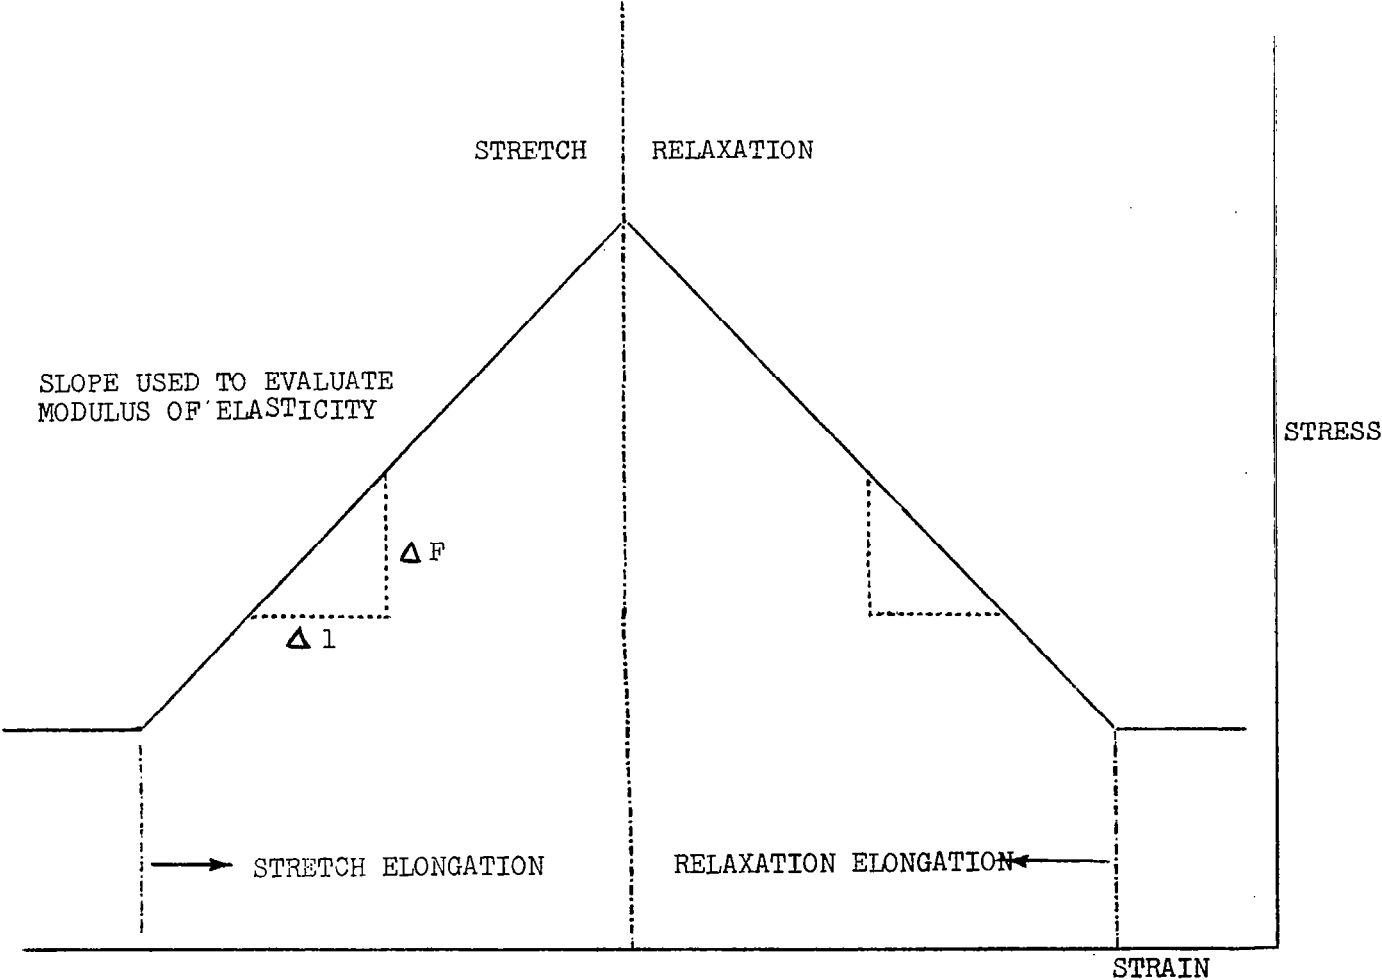 STRETCH RELAXATION
SLOPE USED TO EVALUATE
MODULUS OF ELASTICITY
STRESS
Δ F
Δ l
STRETCH ELONGATION
RELAXATION ELONGATION
STRAIN